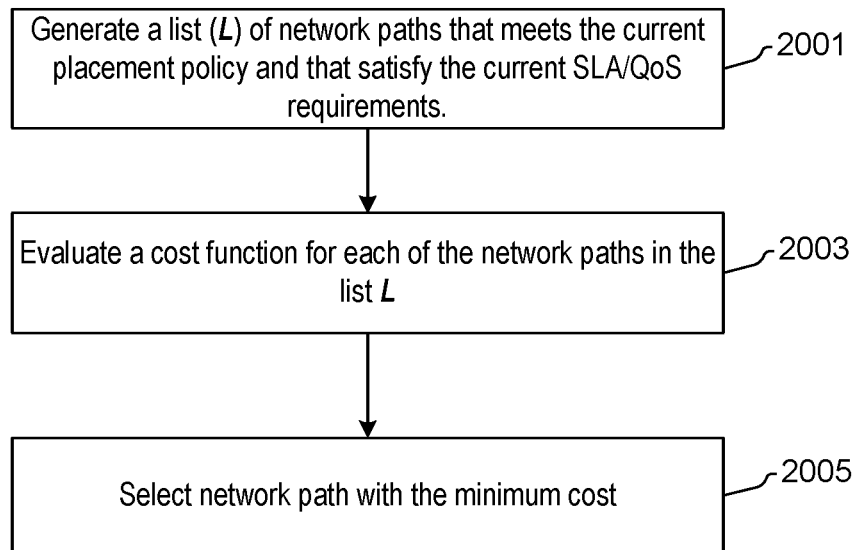 Generate a list (L) of network paths that meets the current
placement policy and that satisfy the current SLA/QoS
requirements.
2001
Evaluate a cost function for each of the network paths in the
list L
2003
Select network path with the minimum cost
2005